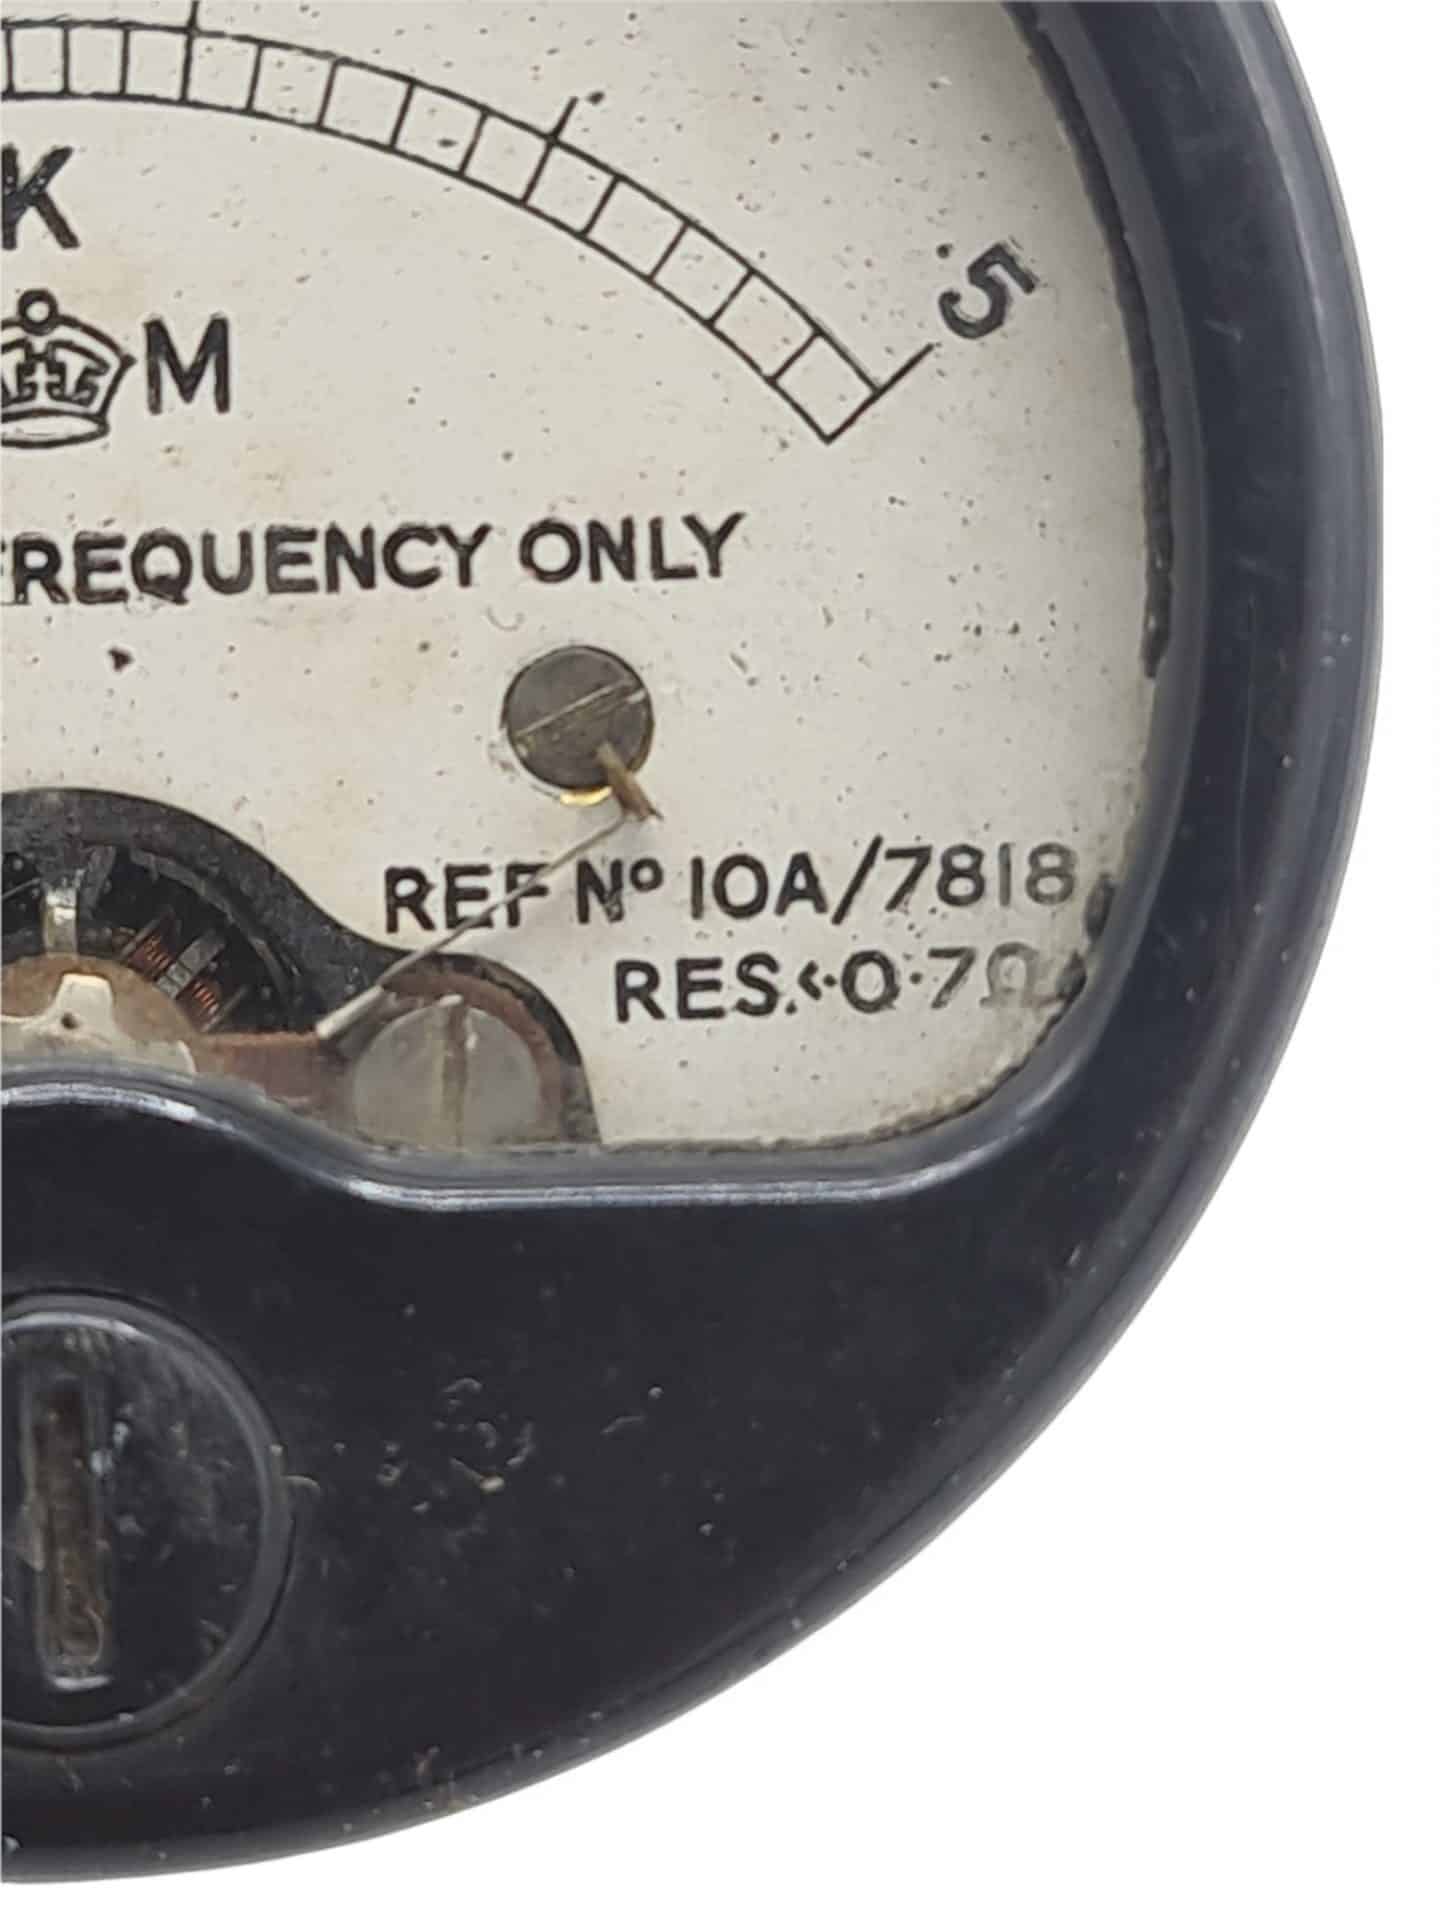 .5
K
M
FREQUENCY ONLY
REF Nº 10A/7818
RES.<·0·7Ω